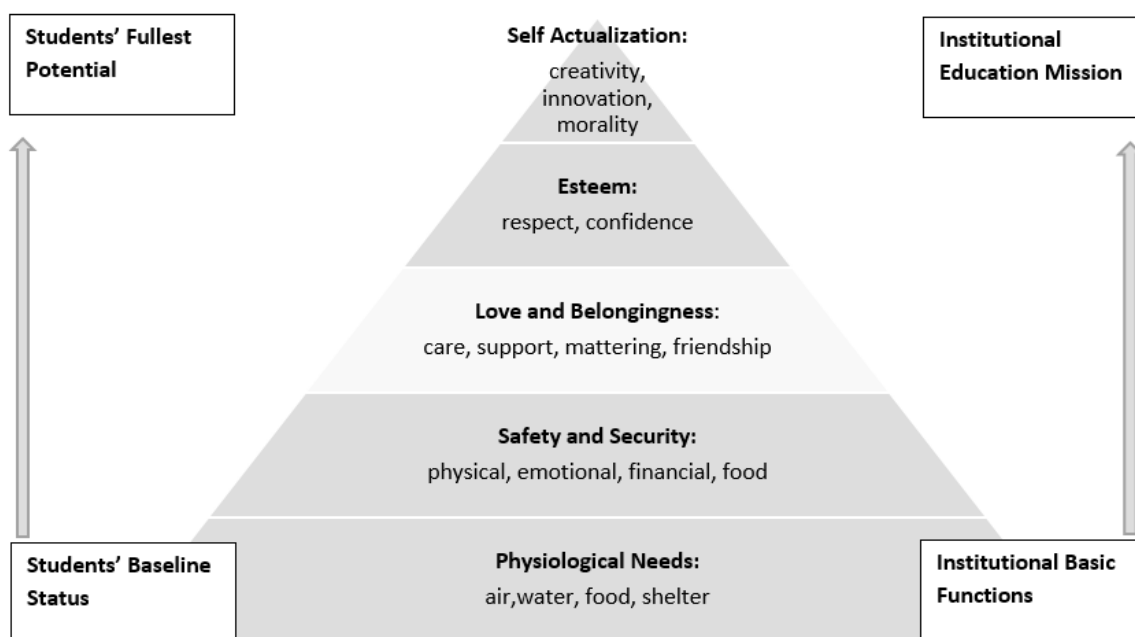 Students’ Fullest
Potential
Self Actualization:
creativity,
innovation,
morality
Institutional
Education Mission
Esteem:
respect, confidence
Love and Belongingness:
care, support, mattering, friendship
Safety and Security:
physical, emotional, financial, food
Students’ Baseline
Status
Physiological Needs:
air,water, food, shelter
Institutional Basic
Functions